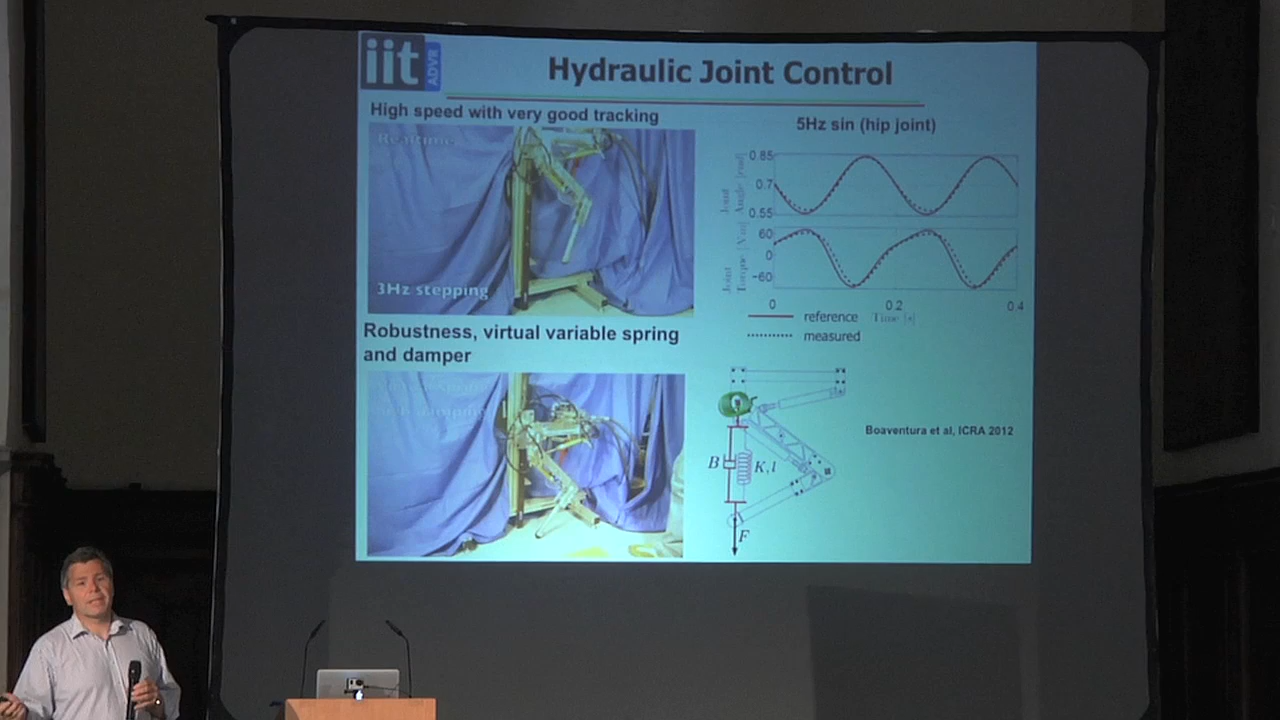 iit
ADVR
Hydraulic Joint Control
High speed with very good tracking
Realtime
3Hz stepping
Robustness, virtual variable spring
and damper
5Hz sin (hip joint)
Joint
Angle [rad]
0.85
0.7
0.55
Joint
Torque [Nm]
60
0
-60
0
0.2
0.4
Time [s]
reference
measured
B
K, l
F
Boaventura et al, ICRA 2012